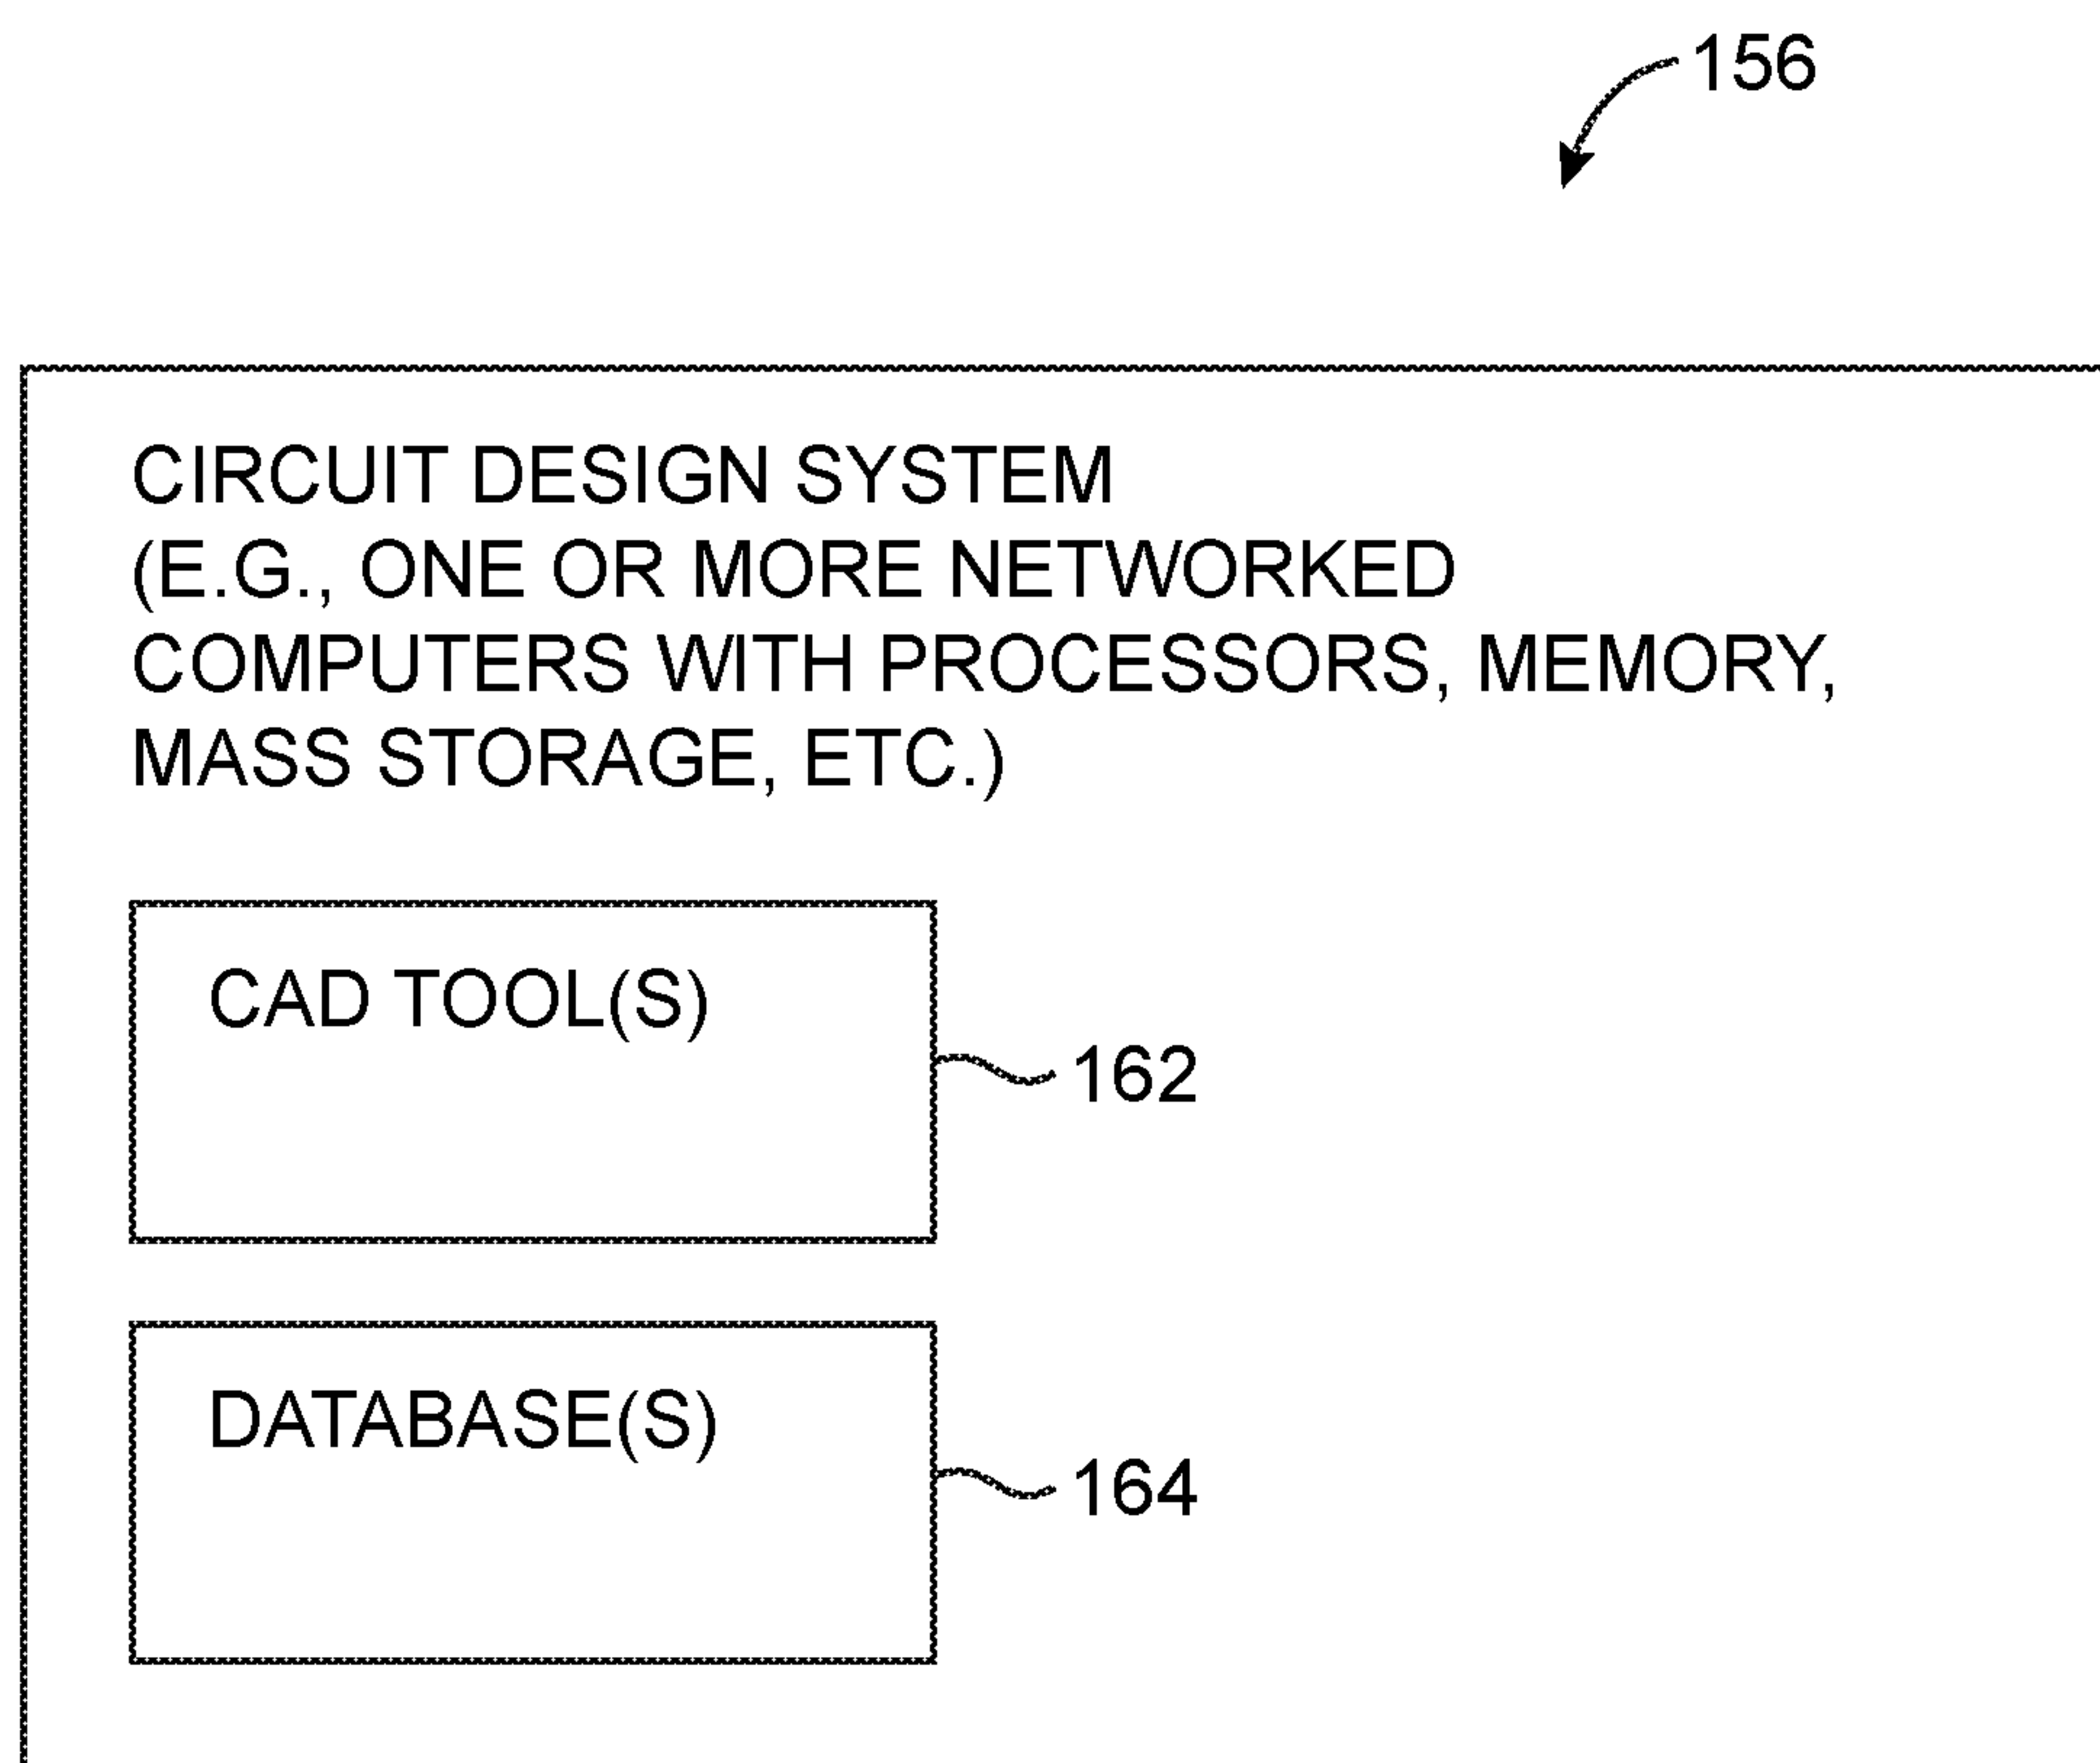 156
CIRCUIT DESIGN SYSTEM
(E.G., ONE OR MORE NETWORKED
COMPUTERS WITH PROCESSORS, MEMORY,
MASS STORAGE, ETC.)
CAD TOOL(S)
162
DATABASE(S)
164